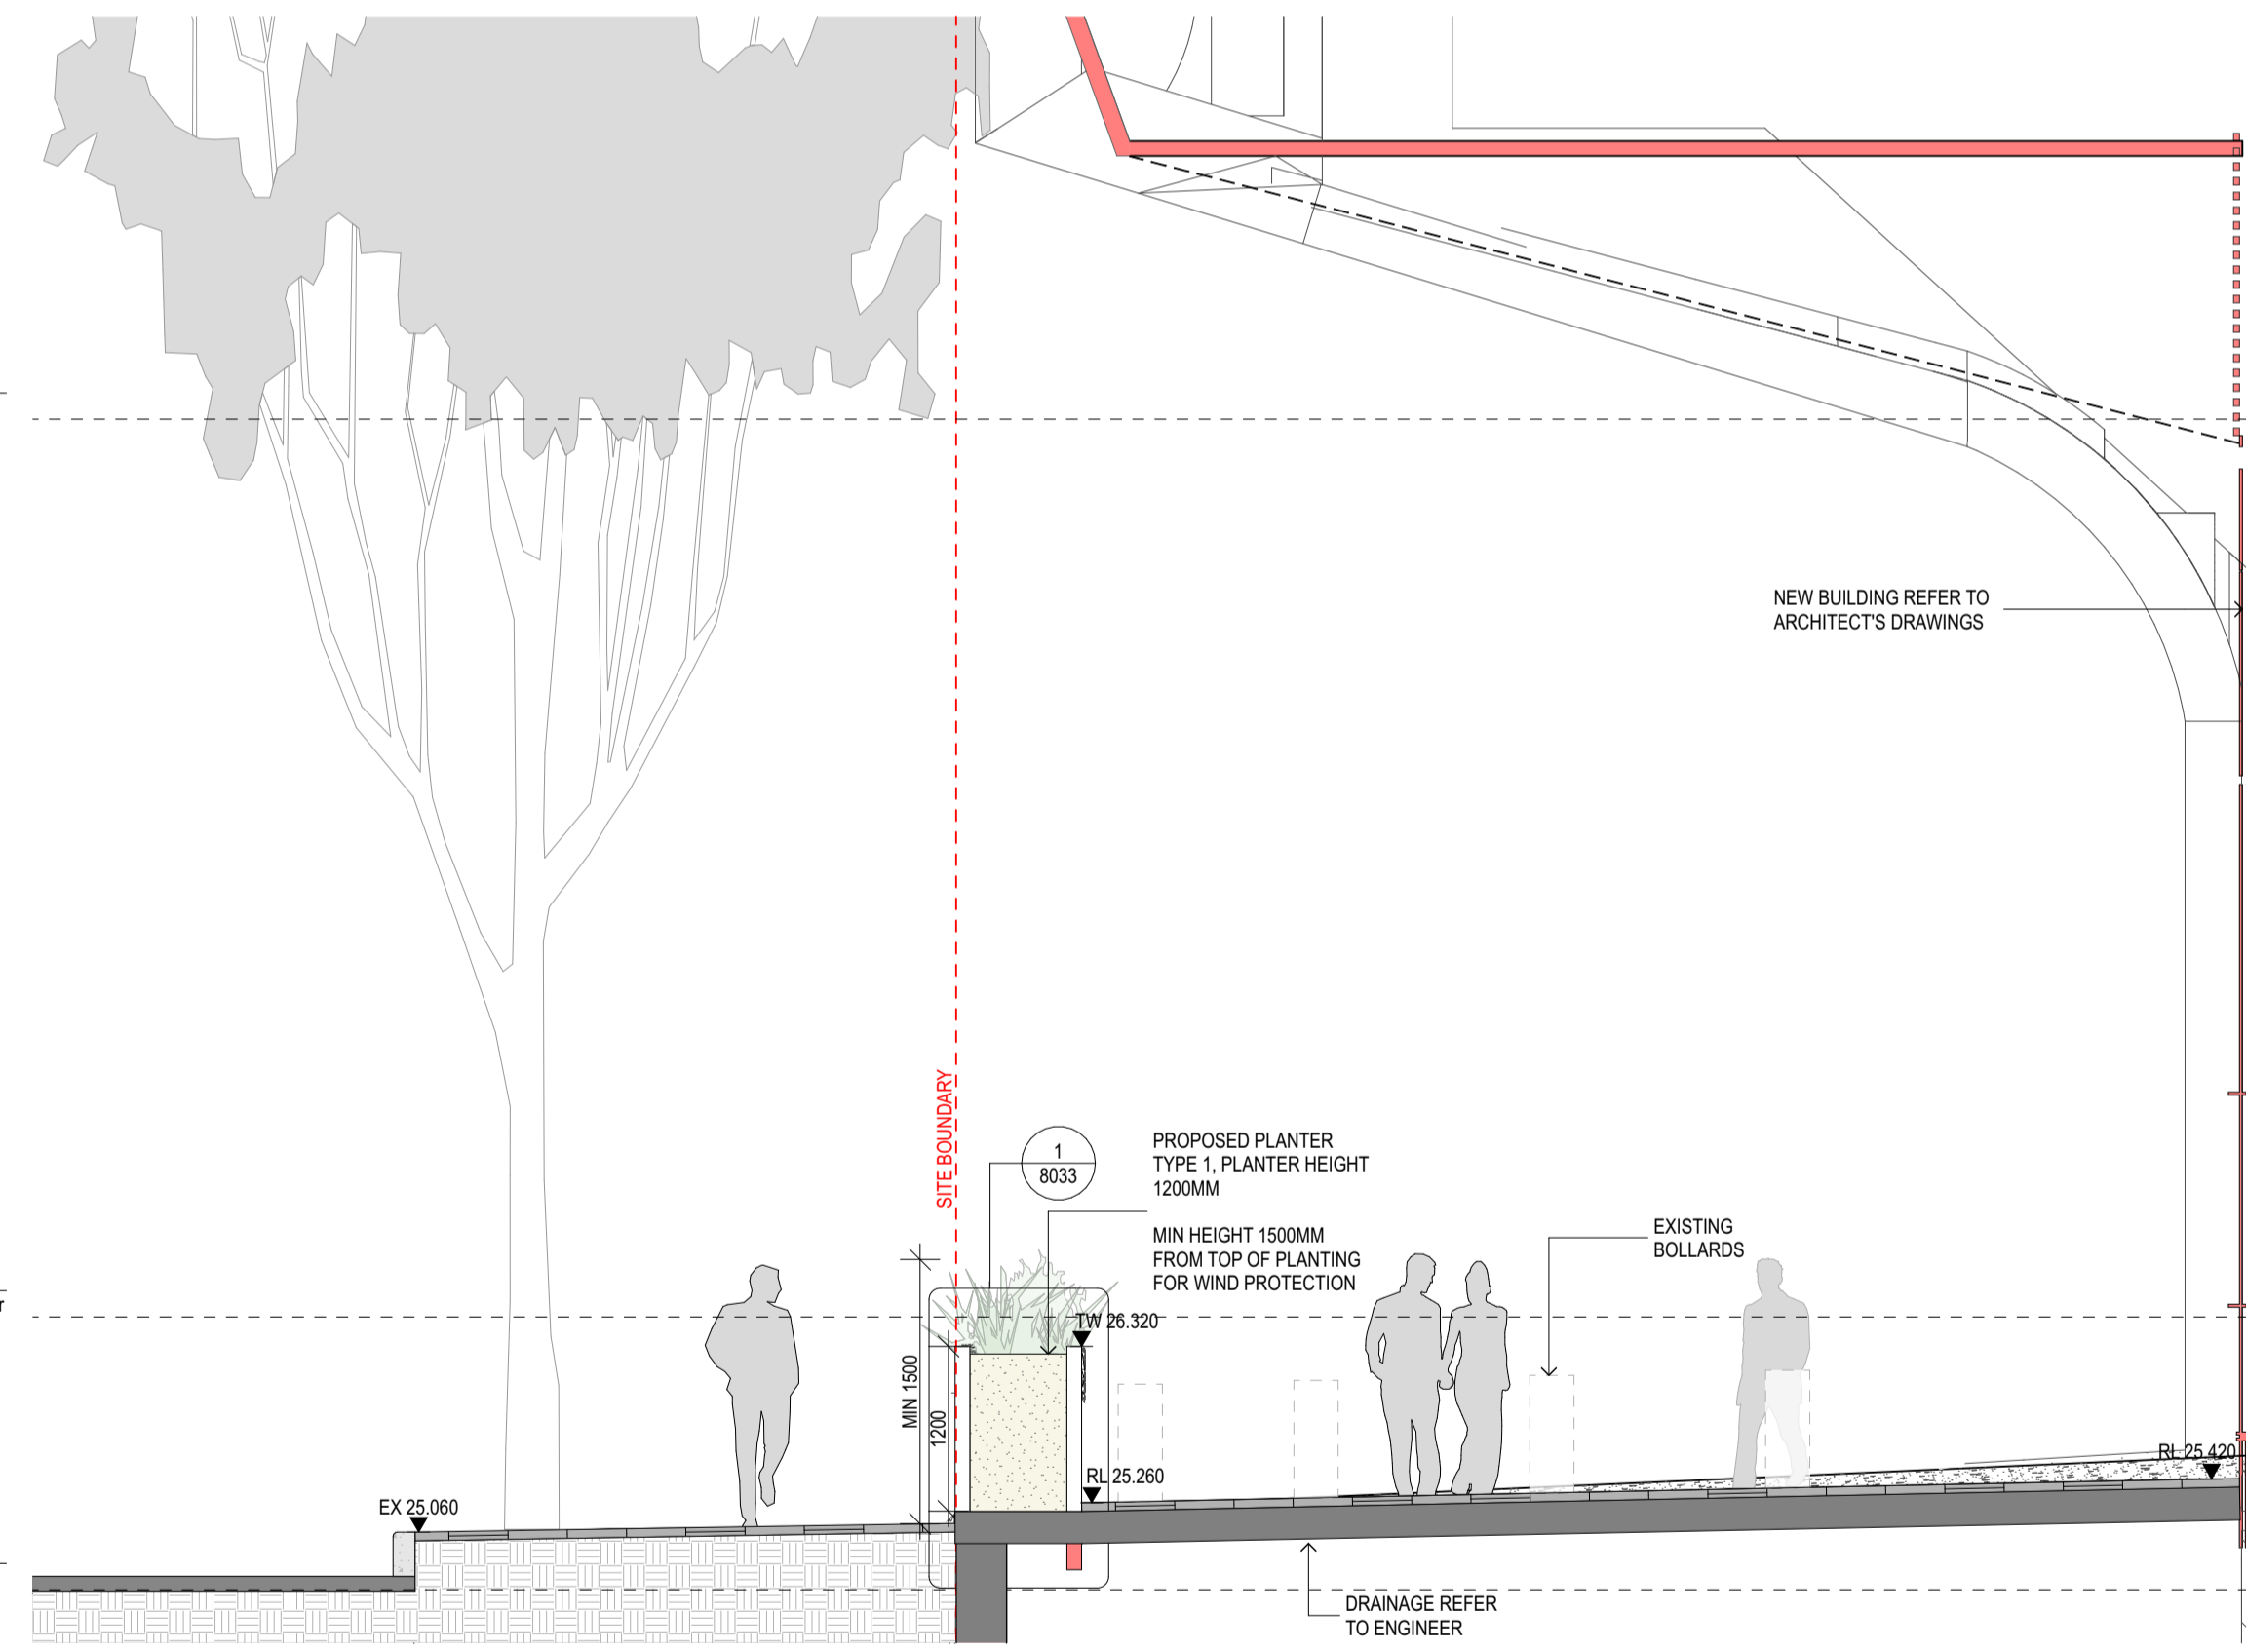 NEW BUILDING REFER TO
ARCHITECT'S DRAWINGS
SITE BOUNDARY
1
8033
PROPOSED PLANTER
TYPE 1, PLANTER HEIGHT
1200MM
MIN HEIGHT 1500MM
FROM TOP OF PLANTING
FOR WIND PROTECTION
EXISTING
BOLLARDS
TW 26.320
MIN 1500
1200
RL 25.260
RL 25.420
EX 25.060
DRAINAGE REFER
TO ENGINEER